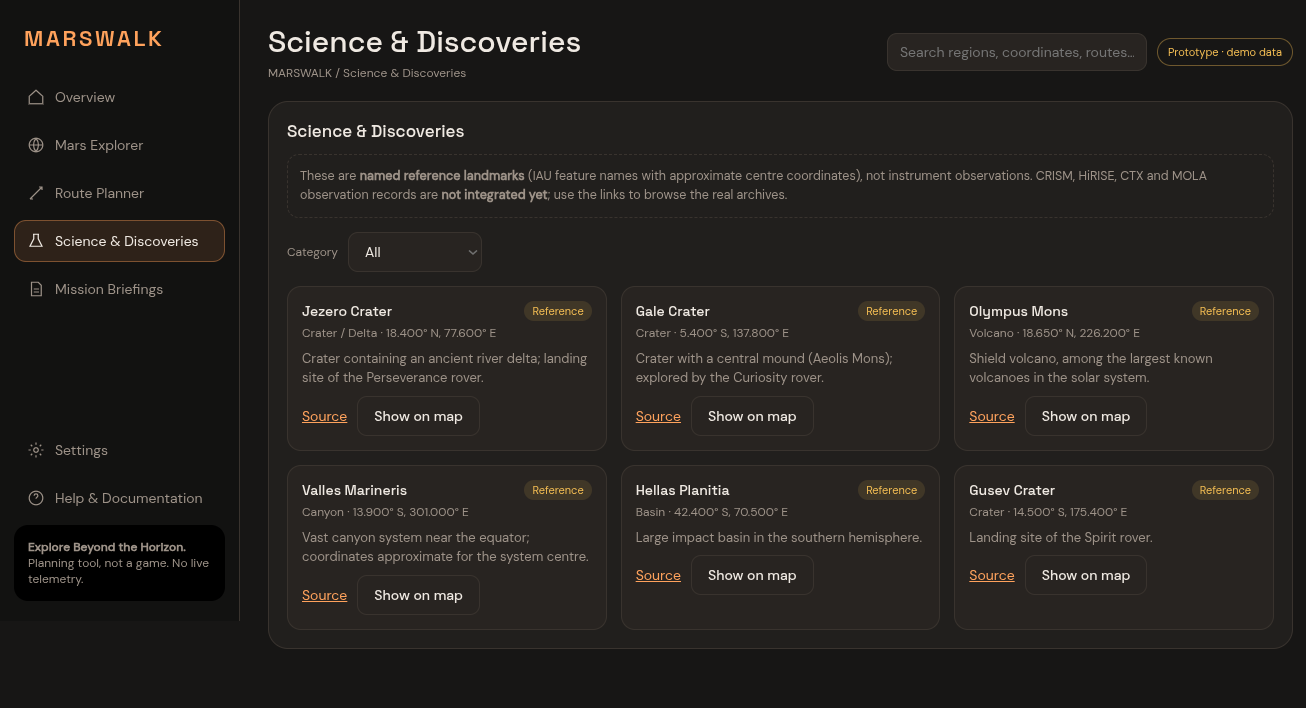 MARSWALK
Overview
Mars Explorer
Route Planner
Science & Discoveries
Mission Briefings
Settings
Help & Documentation
Explore Beyond the Horizon.
Planning tool, not a game. No live
telemetry.
Science & Discoveries
MARSWALK / Science & Discoveries
Search regions, coordinates, routes…
Prototype · demo data
Science & Discoveries
These are named reference landmarks (IAU feature names with approximate centre coordinates), not instrument observations. CRISM, HiRISE, CTX and MOLA
observation records are not integrated yet; use the links to browse the real archives.
Category
All
Jezero Crater
Reference
Crater / Delta · 18.400° N, 77.600° E
Crater containing an ancient river delta; landing
site of the Perseverance rover.
Source
Show on map
Gale Crater
Reference
Crater · 5.400° S, 137.800° E
Crater with a central mound (Aeolis Mons);
explored by the Curiosity rover.
Source
Show on map
Olympus Mons
Reference
Volcano · 18.650° N, 226.200° E
Shield volcano, among the largest known
volcanoes in the solar system.
Source
Show on map
Valles Marineris
Reference
Canyon · 13.900° S, 301.000° E
Vast canyon system near the equator;
coordinates approximate for the system centre.
Source
Show on map
Hellas Planitia
Reference
Basin · 42.400° S, 70.500° E
Large impact basin in the southern hemisphere.
Source
Show on map
Gusev Crater
Reference
Crater · 14.500° S, 175.400° E
Landing site of the Spirit rover.
Source
Show on map